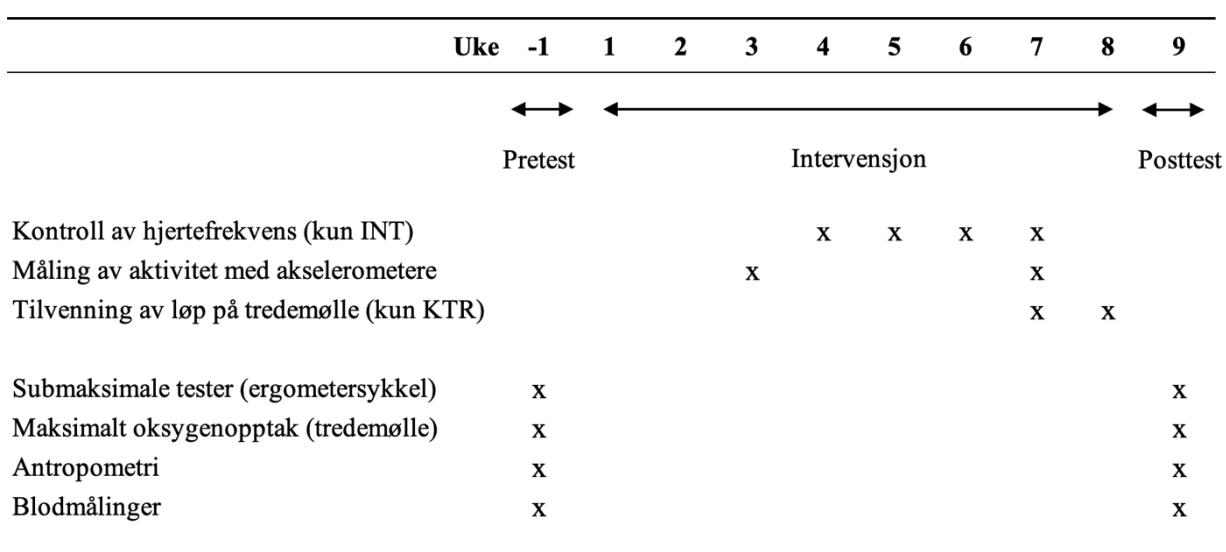 Uke -1 1 2 3 4 5 6 7 8 9
Pretest Intervensjon Posttest
Kontroll av hjertefrekvens (kun INT) x x x x
Måling av aktivitet med akselerometere x x
Tilvenning av løp på tredemølle (kun KTR) x x
Submaksimale tester (ergometersykkel) x x
Maksimalt oksygenopptak (tredemølle) x x
Antropometri x x
Blodmålinger x x